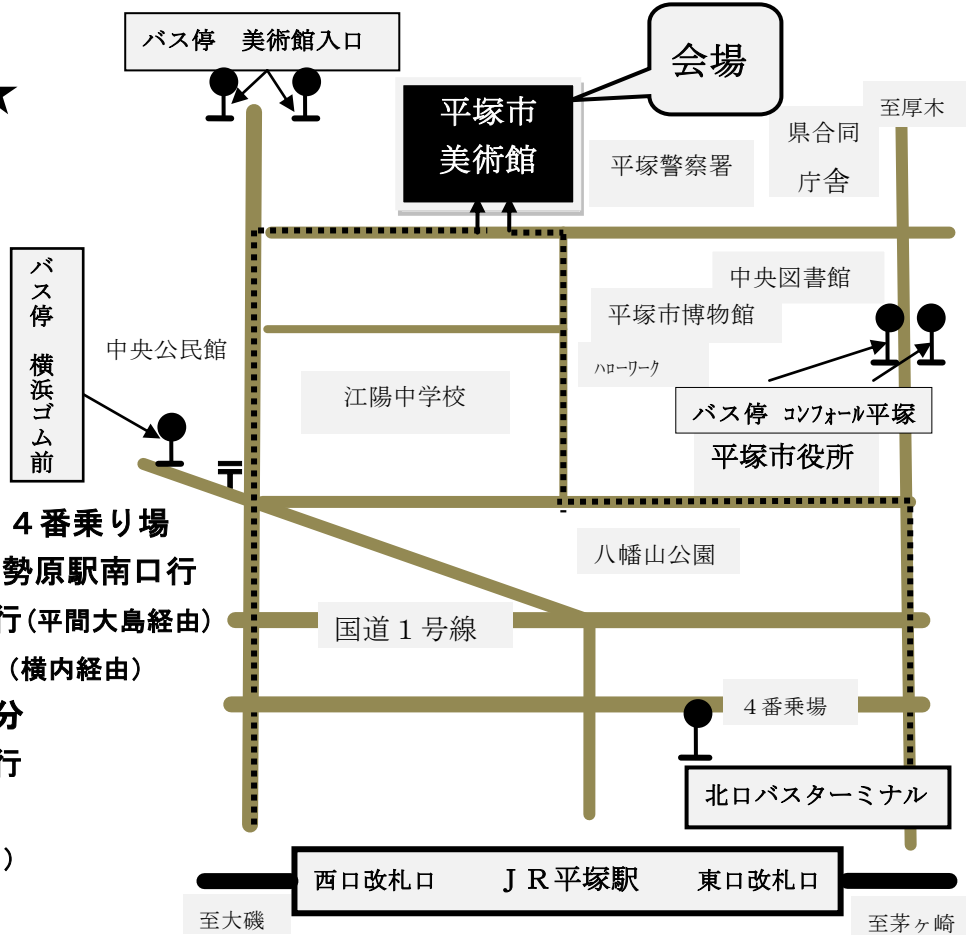 バス停　美術館入口
会場
★
平塚市
美術館
至厚木
県合同
庁舎
平塚警察署
中央図書館
平塚市博物館
ハローワーク
バス停　横浜ゴム前
中央公民館
江陽中学校
バス停 コンフォール平塚
平塚市役所
〒
４番乗り場
勢原駅南口行
八幡山公園
行(平間大島経由)
国道１号線
（横内経由）
分
４番乗場
行
北口バスターミナル
）
西口改札口　ＪＲ平塚駅　東口改札口
至大磯
至茅ヶ崎